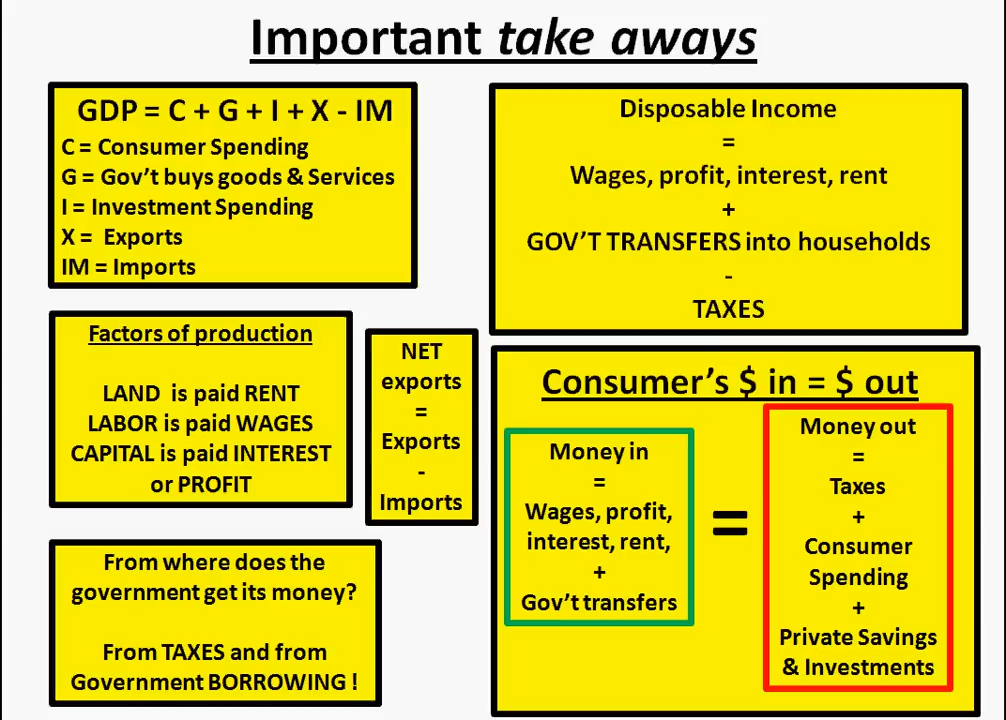 Important take aways
GDP = C + G + I + X - IM
C = Consumer Spending
G = Gov't buys goods & Services
I = Investment Spending
X = Exports
IM = Imports
Disposable Income
=
Wages, profit, interest, rent
+
GOV'T TRANSFERS into households
-
TAXES
Factors of production
LAND is paid RENT
LABOR is paid WAGES
CAPITAL is paid INTEREST
or PROFIT
NET
exports
=
Exports
-
Imports
From where does the
government get its money?
From TAXES and from
Government BORROWING !
Consumer's $ in = $ out
Money in
=
Wages, profit,
interest, rent,
+
Gov't transfers
=
Money out
=
Taxes
+
Consumer
Spending
+
Private Savings
& Investments